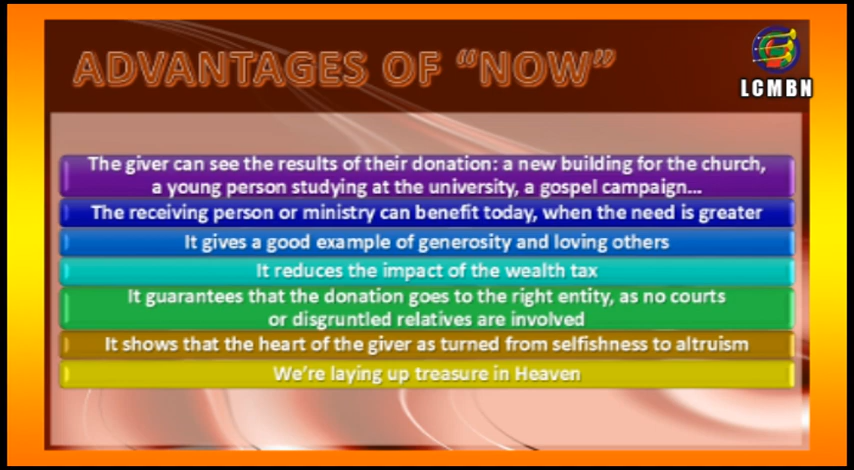 ADVANTAGES OF “NOW”
LCMBN
The giver can see the results of their donation: a new building for the church,
a young person studying at the university, a gospel campaign...
The receiving person or ministry can benefit today, when the need is greater
It gives a good example of generosity and loving others
It reduces the impact of the wealth tax
It guarantees that the donation goes to the right entity, as no courts
or disgruntled relatives are involved
It shows that the heart of the giver as turned from selfishness to altruism
We're laying up treasure in Heaven